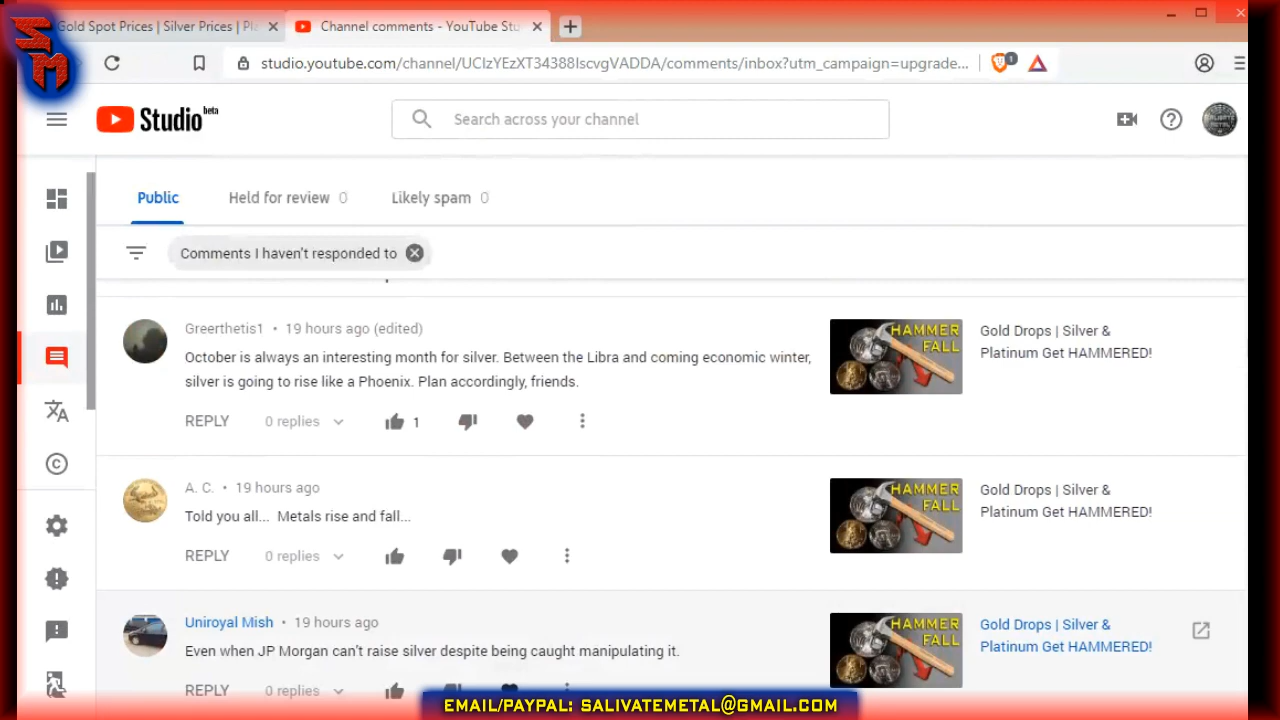 SM
Gold Spot Prices | Silver Prices | Pl
Channel comments - YouTube Stu
studio.youtube.com/channel/UCIzYEzXT34388IscvgVADDA/comments/inbox?utm_campaign=upgrade...
1
Studio beta
Search across your channel
SALIVATE METAL
Public
Held for review 0
Likely spam 0
Comments I haven't responded to
Greerthetis1 • 19 hours ago (edited)
October is always an interesting month for silver. Between the Libra and coming economic winter,
silver is going to rise like a Phoenix. Plan accordingly, friends.
REPLY 0 replies 1
HAMMER
FALL
Gold Drops | Silver &
Platinum Get HAMMERED!
A. C. • 19 hours ago
Told you all... Metals rise and fall...
REPLY 0 replies
HAMMER
FALL
Gold Drops | Silver &
Platinum Get HAMMERED!
Uniroyal Mish • 19 hours ago
Even when JP Morgan can't raise silver despite being caught manipulating it.
REPLY 0 replies
HAMMER
FALL
Gold Drops | Silver &
Platinum Get HAMMERED!
EMAIL/PAYPAL: SALIVATEMETAL@GMAIL.COM